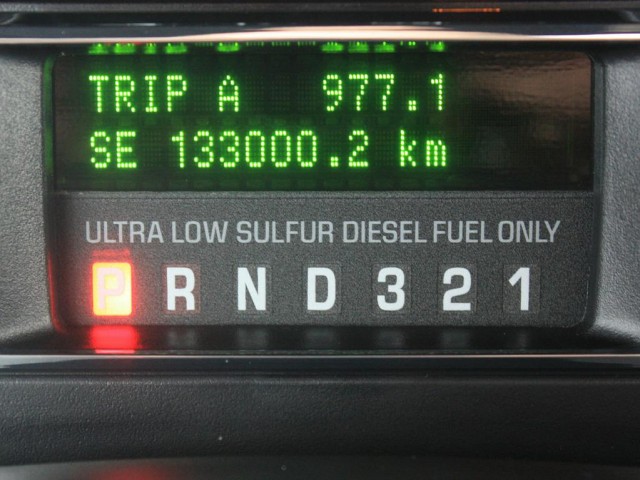 TRIP A 977.1
SE 133000.2 km
ULTRA LOW SULFUR DIESEL FUEL ONLY
P R N D 3 2 1